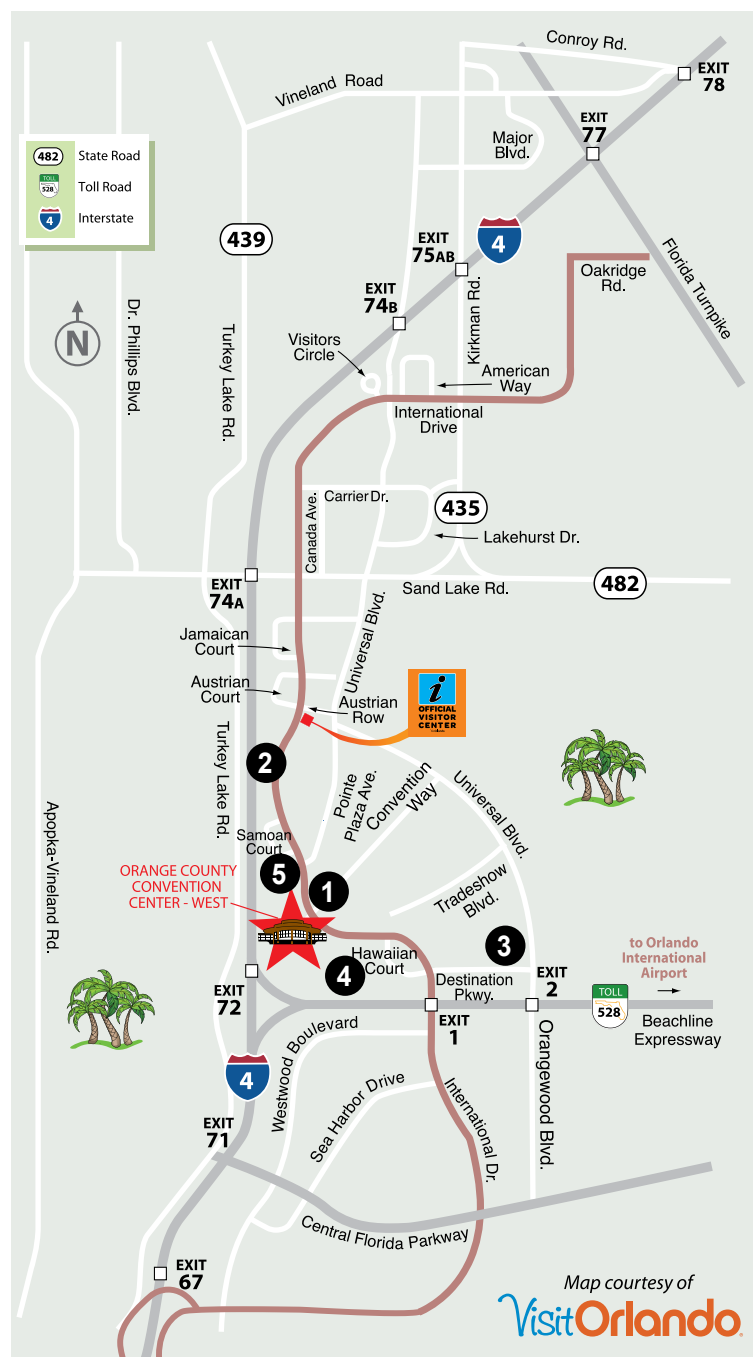 Conroy Rd.
EXIT
78
Vineland Road
EXIT
77
Major
Blvd.
482 State Road
TOLL
528
Toll Road
4 Interstate
439
EXIT
75AB
4
Oakridge
Rd.
Florida Turnpike
EXIT
74B
Kirkman Rd.
N
Dr. Phillips Blvd.
Turkey Lake Rd.
Visitors
Circle
American
Way
International
Drive
Canada Ave.
Carrier Dr.
435
Lakehurst Dr.
EXIT
74A
Sand Lake Rd.
482
Jamaican
Court
Universal Blvd.
Austrian
Court
Austrian
Row
i
OFFICIAL
VISITOR
CENTER
Turkey Lake Rd.
2
Pointe
Plaza Ave.
Convention
Way
Universal Blvd.
Apopka-Vineland Rd.
Samoan
Court
ORANGE COUNTY
CONVENTION
CENTER - WEST
5
1
Tradeshow
Blvd.
3
Hawaiian
Court
4
to Orlando
International
Airport
EXIT
72
Destination
Pkwy.
EXIT
2
TOLL
528
EXIT
1
Beachline
Expressway
Westwood Boulevard
4
Sea Harbor Drive
International Dr.
Orangewood Blvd.
EXIT
71
Central Florida Parkway
EXIT
67
Map courtesy of
VisitOrlando